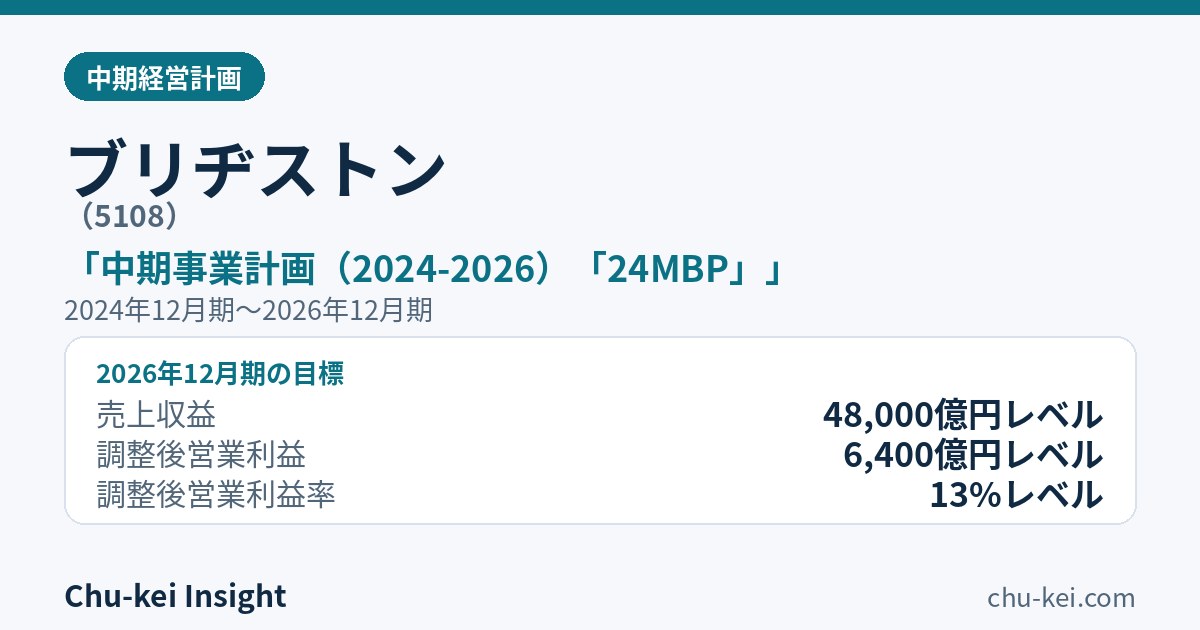 中期経営計画
ブリヂストン
（5108）
「中期事業計画（2024-2026）「24MBP」」
2024年12月期〜2026年12月期
2026年12月期の目標
売上収益 48,000億円レベル
調整後営業利益 6,400億円レベル
調整後営業利益率 13%レベル
Chu-kei Insight chu-kei.com